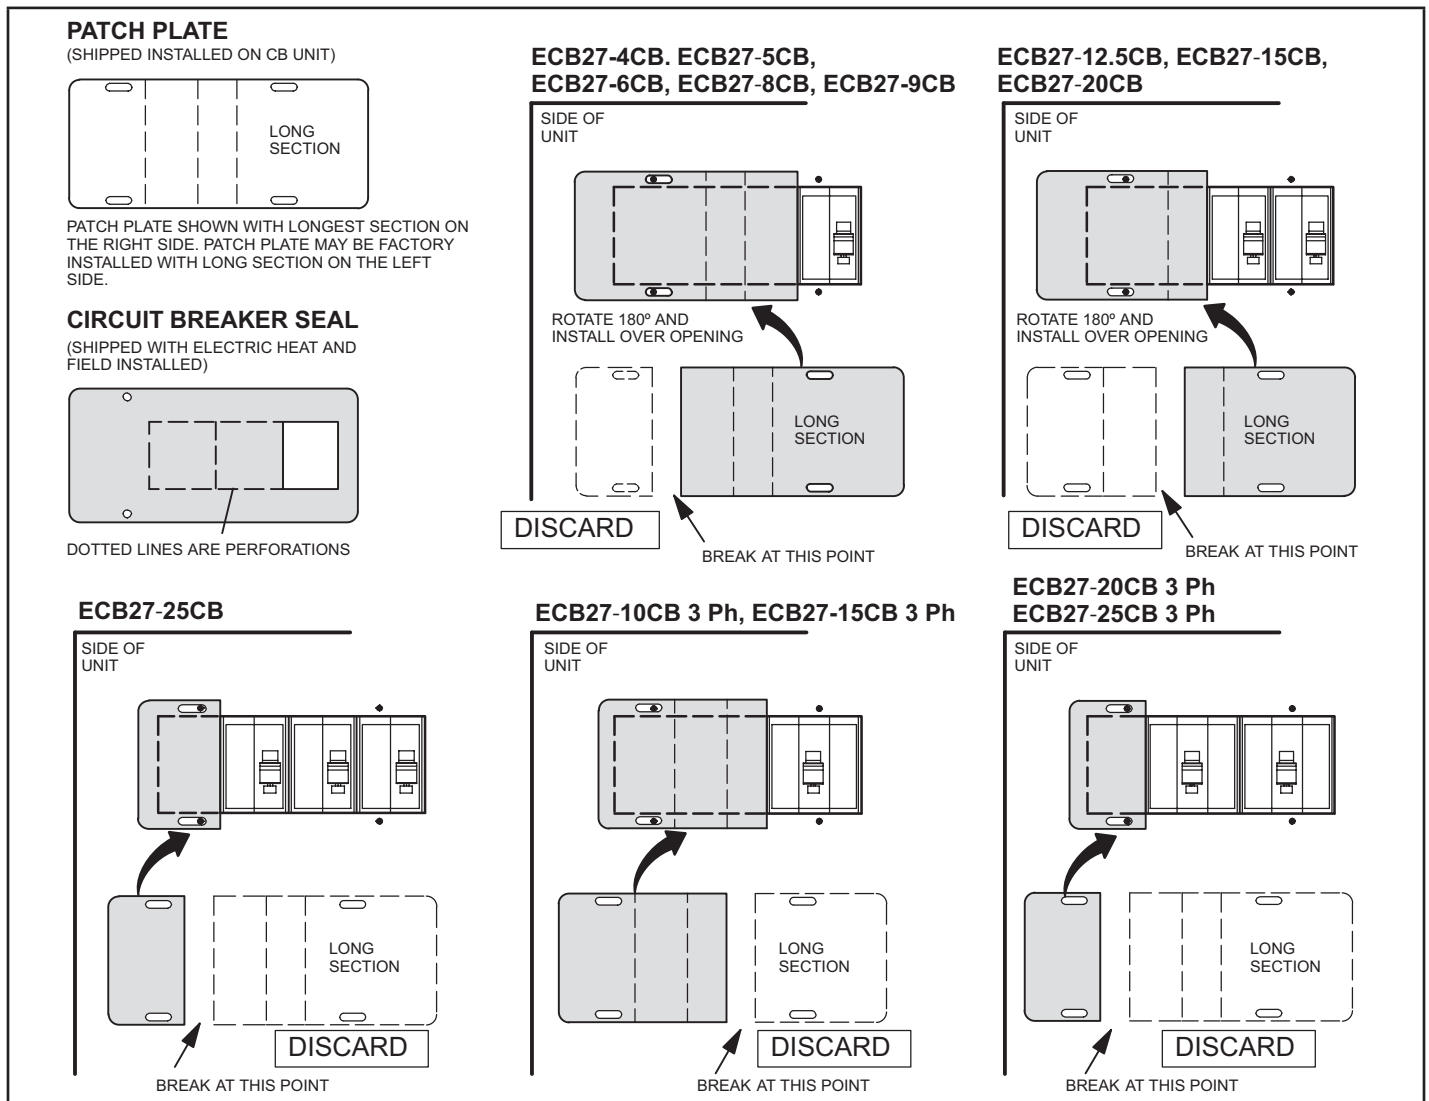 PATCH PLATE
(SHIPPED INSTALLED ON CB UNIT)
LONG
SECTION
PATCH PLATE SHOWN WITH LONGEST SECTION ON
THE RIGHT SIDE. PATCH PLATE MAY BE FACTORY
INSTALLED WITH LONG SECTION ON THE LEFT
SIDE.
CIRCUIT BREAKER SEAL
(SHIPPED WITH ELECTRIC HEAT AND
FIELD INSTALLED)
DOTTED LINES ARE PERFORATIONS
ECB27-4CB. ECB27-5CB,
ECB27-6CB, ECB27-8CB, ECB27-9CB
SIDE OF
UNIT
ROTATE 180º AND
INSTALL OVER OPENING
LONG
SECTION
DISCARD
BREAK AT THIS POINT
ECB27-12.5CB, ECB27-15CB,
ECB27-20CB
SIDE OF
UNIT
ROTATE 180º AND
INSTALL OVER OPENING
LONG
SECTION
DISCARD
BREAK AT THIS POINT
ECB27-25CB
SIDE OF
UNIT
LONG
SECTION
DISCARD
BREAK AT THIS POINT
ECB27-10CB 3 Ph, ECB27-15CB 3 Ph
SIDE OF
UNIT
LONG
SECTION
DISCARD
BREAK AT THIS POINT
ECB27-20CB 3 Ph
ECB27-25CB 3 Ph
SIDE OF
UNIT
LONG
SECTION
DISCARD
BREAK AT THIS POINT